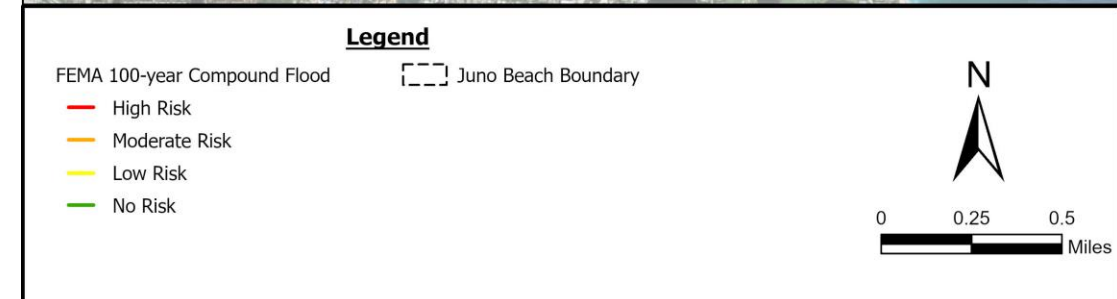 Legend
FEMA 100-year Compound Flood
High Risk
Moderate Risk
Low Risk
No Risk
Juno Beach Boundary
N
0 0.25 0.5
Miles